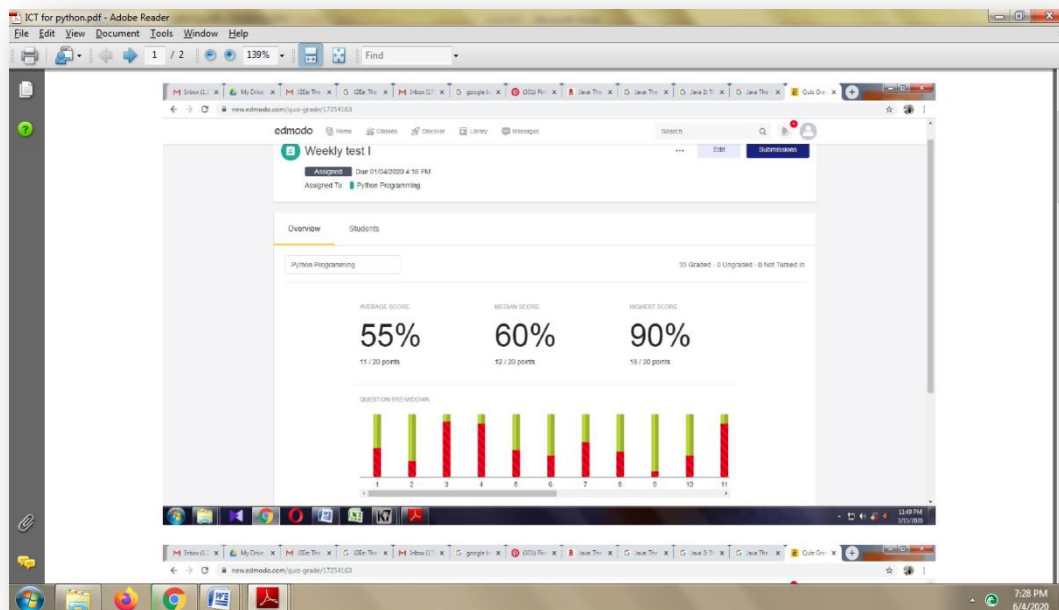 ICT for python.pdf - Adobe Reader
File Edit View Document Tools Window Help
1 / 2 139% Find
new.edmodo.com/quiz-grade/17254163
edmodo Home Classes Discover Library Messages Search
Weekly test I ... Edit Submissions
Assigned Due 01/04/2020 4:15 PM
Assigned To Python Programming
Overview Students
Python Programming 33 Graded - 0 Ungraded - 0 Not Turned In
AVERAGE SCORE MEDIAN SCORE HIGHEST SCORE
55% 60% 90%
11 / 20 points 12 / 20 points 18 / 20 points
QUESTION BREAKDOWN
1 2 3 4 5 6 7 8 9 10 11
11:49 PM
3/15/2020
new.edmodo.com/quiz-grade/17254163
7:28 PM
6/4/2020